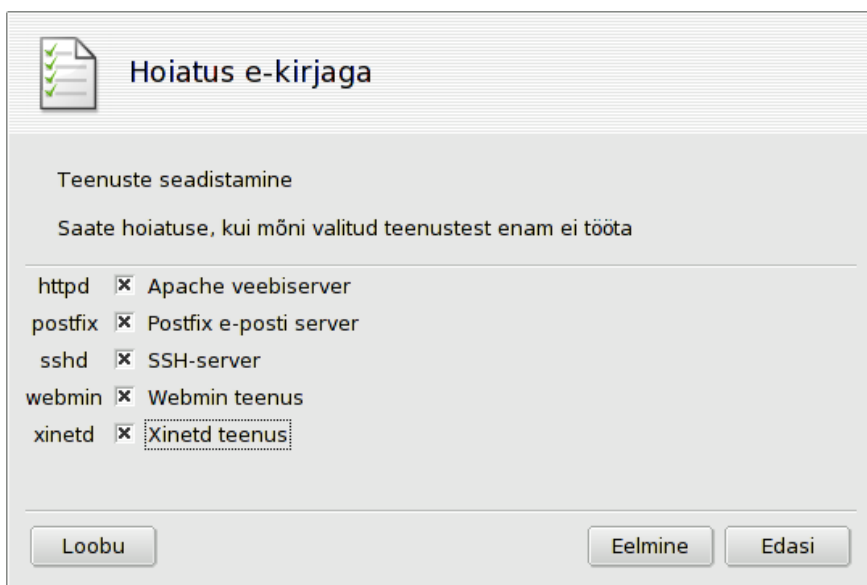 Hoiatus e-kirjaga
Teenuste seadistamine
Saate hoiatuse, kui mõni valitud teenustest enam ei tööta
httpd Apache veebiserver
postfix Postfix e-posti server
sshd SSH-server
webmin Webmin teenus
xinetd Xinetd teenus
Loobu Eelmine Edasi